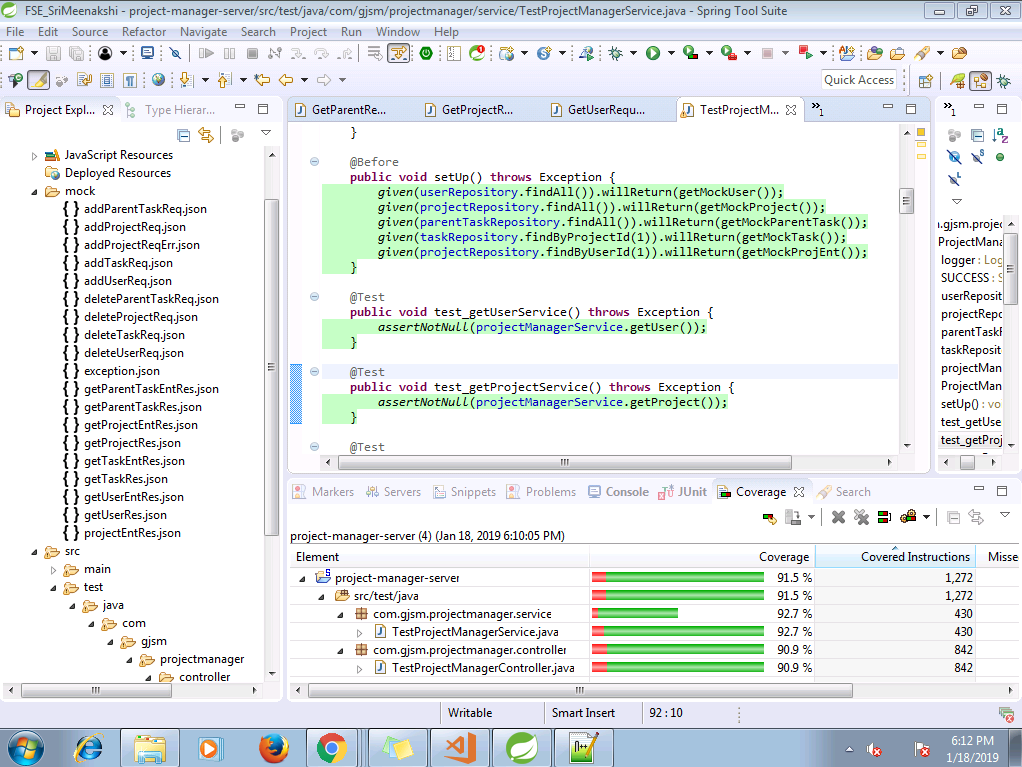 FSE_SriMeenakshi - project-manager-server/src/test/java/com/gjsm/projectmanager/service/TestProjectManagerService.java - Spring Tool Suite
File Edit Source Refactor Navigate Search Project Run Window Help
Quick Access
Project Expl... Type Hierar...
JavaScript Resources
Deployed Resources
mock
addParentTaskReq.json
addProjectReq.json
addProjectReqErr.json
addTaskReq.json
addUserReq.json
deleteParentTaskReq.json
deleteProjectReq.json
deleteTaskReq.json
deleteUserReq.json
exception.json
getParentTaskEntRes.json
getParentTaskRes.json
getProjectEntRes.json
getProjectRes.json
getTaskEntRes.json
getTaskRes.json
getUserEntRes.json
getUserRes.json
projectEntRes.json
src
main
test
java
com
gjsm
projectmanager
controller
GetParentRe... GetProjectR... GetUserRequ... TestProjectM... »1
}
@Before
public void setUp() throws Exception {
given(userRepository.findAll()).willReturn(getMockUser());
given(projectRepository.findAll()).willReturn(getMockProject());
given(parentTaskRepository.findAll()).willReturn(getMockParentTask());
given(taskRepository.findByProjectId(1)).willReturn(getMockTask());
given(projectRepository.findByUserId(1)).willReturn(getMockProjEnt());
}
@Test
public void test_getUserService() throws Exception {
assertNotNull(projectManagerService.getUser());
}
@Test
public void test_getProjectService() throws Exception {
assertNotNull(projectManagerService.getProject());
}
@Test
»1
ı.gjsm.projec
ProjectMana
logger : Log
SUCCESS : S
userReposit
projectRepo
parentTaskR
taskReposit
projectMan
ProjectMan
setUp() : vo
test_getUse
test_getProj
Markers Servers Snippets Problems Console JUnit Coverage Search
project-manager-server (4) (Jan 18, 2019 6:10:05 PM)
Element Coverage Covered Instructions Misse
project-manager-server 91.5 % 1,272
src/test/java 91.5 % 1,272
com.gjsm.projectmanager.service 92.7 % 430
TestProjectManagerService.java 92.7 % 430
com.gjsm.projectmanager.controller 90.9 % 842
TestProjectManagerController.java 90.9 % 842
Writable Smart Insert 92 : 10
6:12 PM
1/18/2019